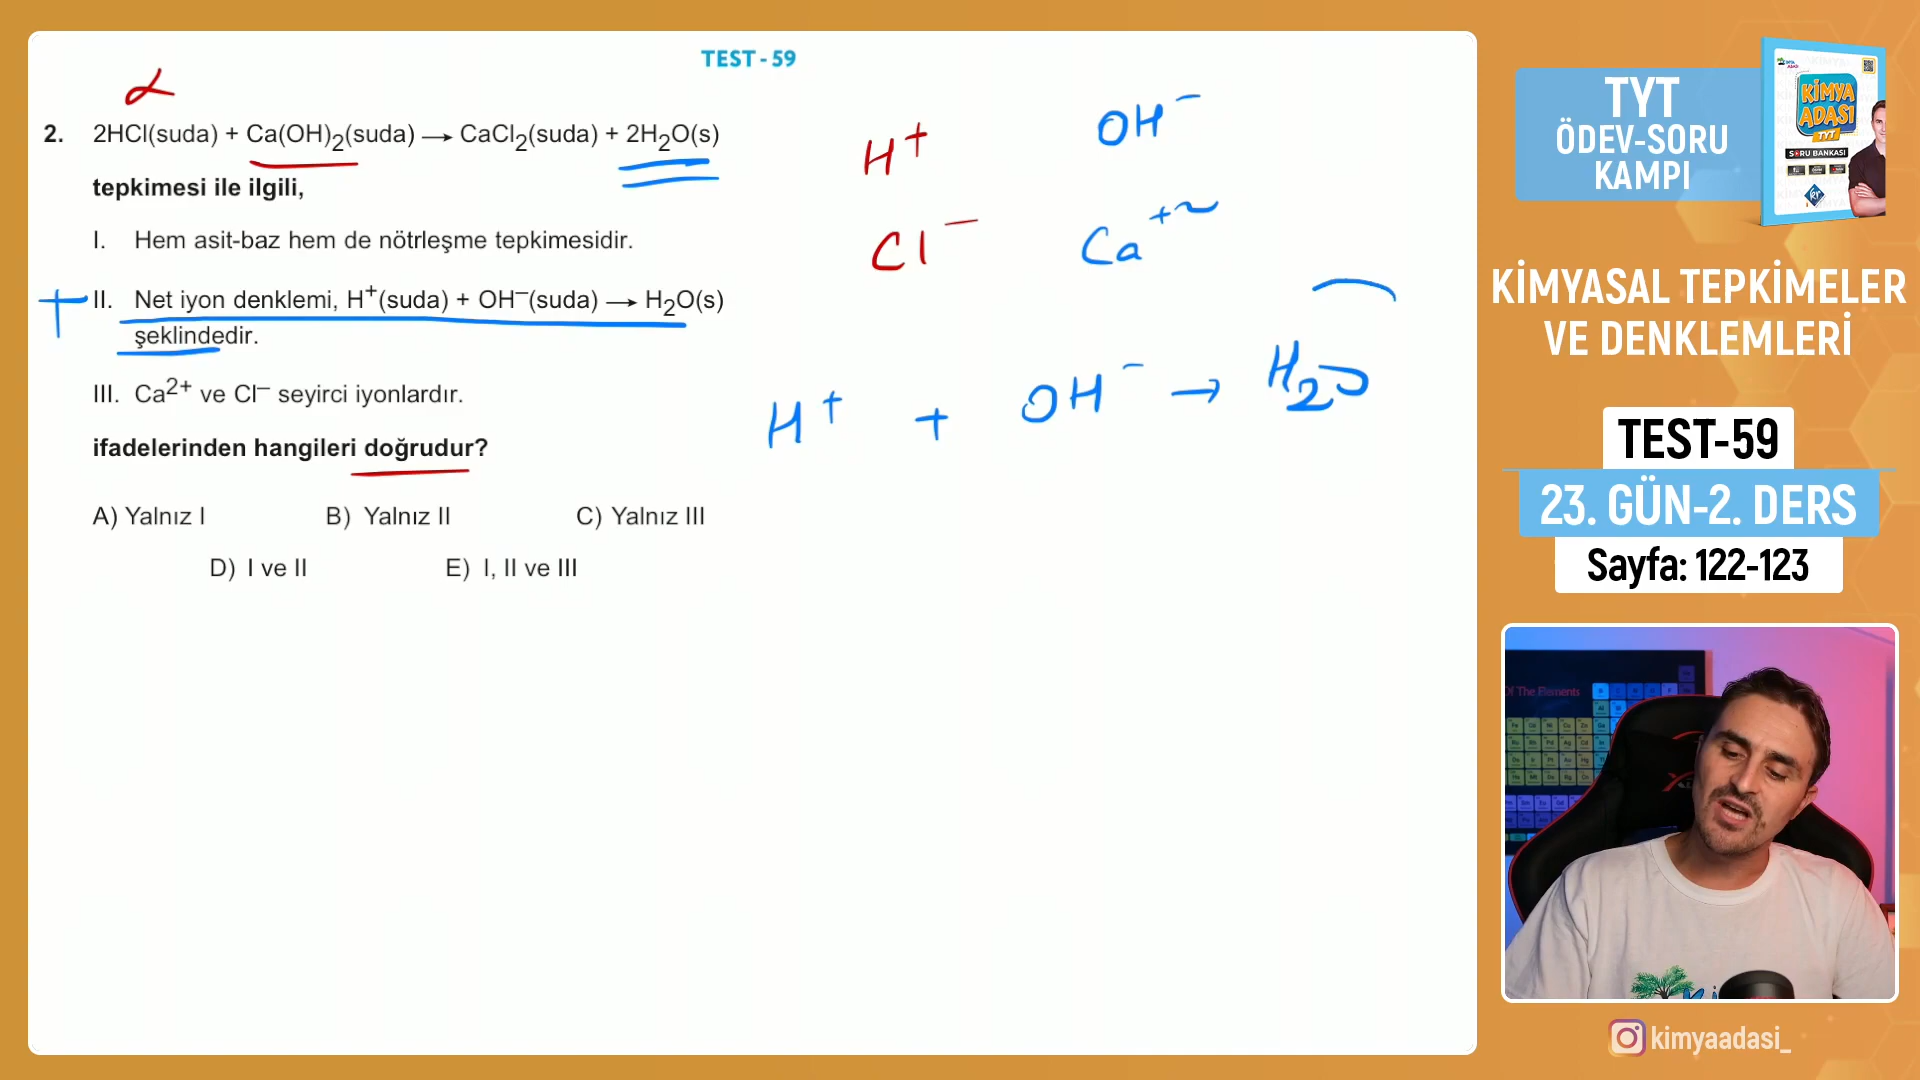 TEST - 59
2. 2HCl(suda) + Ca(OH)₂(suda) → CaCl₂(suda) + 2H₂O(s)
tepkimesi ile ilgili,
I. Hem asit-baz hem de nötrleşme tepkimesidir.
II. Net iyon denklemi, H⁺(suda) + OH⁻(suda) → H₂O(s)
şeklindedir.
III. Ca²⁺ ve Cl⁻ seyirci iyonlardır.
ifadelerinden hangileri doğrudur?
A) Yalnız I B) Yalnız II C) Yalnız III
D) I ve II E) I, II ve III
H⁺ OH⁻
Cl⁻ Ca⁺²
H⁺ + OH⁻ → H₂O
TYT
ÖDEV-SORU
KAMPI
KİMYA
ADASI
TYT
SORU BANKASI
kr
KİMYASAL TEPKİMELER
VE DENKLEMLERİ
TEST-59
23. GÜN-2. DERS
Sayfa: 122-123
Of The Elements
kimyaadasi_